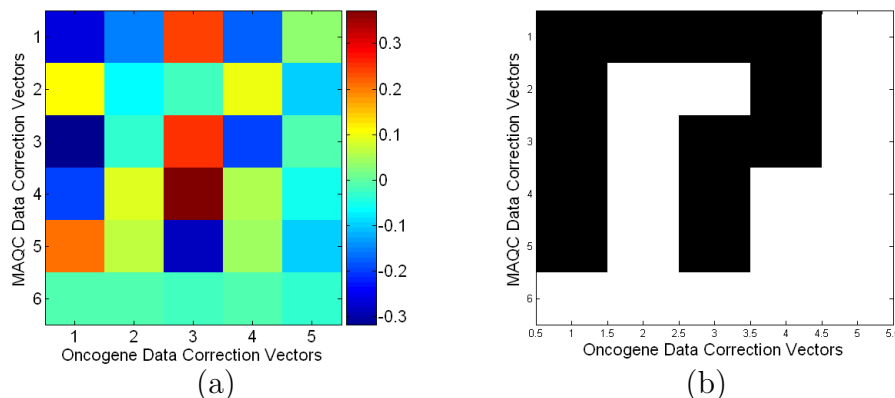 MAQC Data Correction Vectors
1
2
3
4
5
6
1 2 3 4 5
Oncogene Data Correction Vectors
0.3
0.2
0.1
0
-0.1
-0.2
-0.3
(a)
MAQC Data Correction Vectors
1
2
3
4
5
6
0.5 1 1.5 2 2.5 3 3.5 4 4.5 5 5.5
Oncogene Data Correction Vectors
(b)